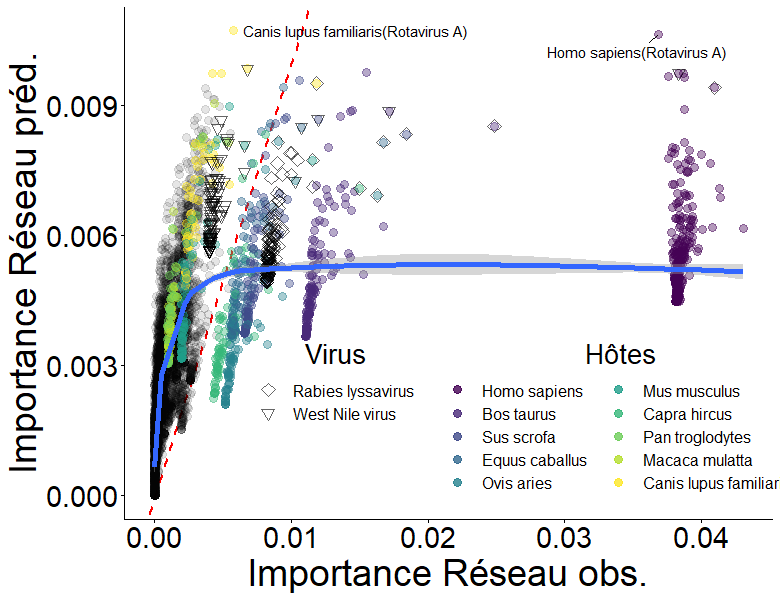 Canis lupus familiaris(Rotavirus A)
Homo sapiens(Rotavirus A)
Importance Réseau préd.
0.009
0.006
0.003
0.000
Virus
Rabies lyssavirus
West Nile virus
Hôtes
Homo sapiens
Bos taurus
Sus scrofa
Equus caballus
Ovis aries
Mus musculus
Capra hircus
Pan troglodytes
Macaca mulatta
Canis lupus familiar
0.00
0.01
0.02
0.03
0.04
Importance Réseau obs.